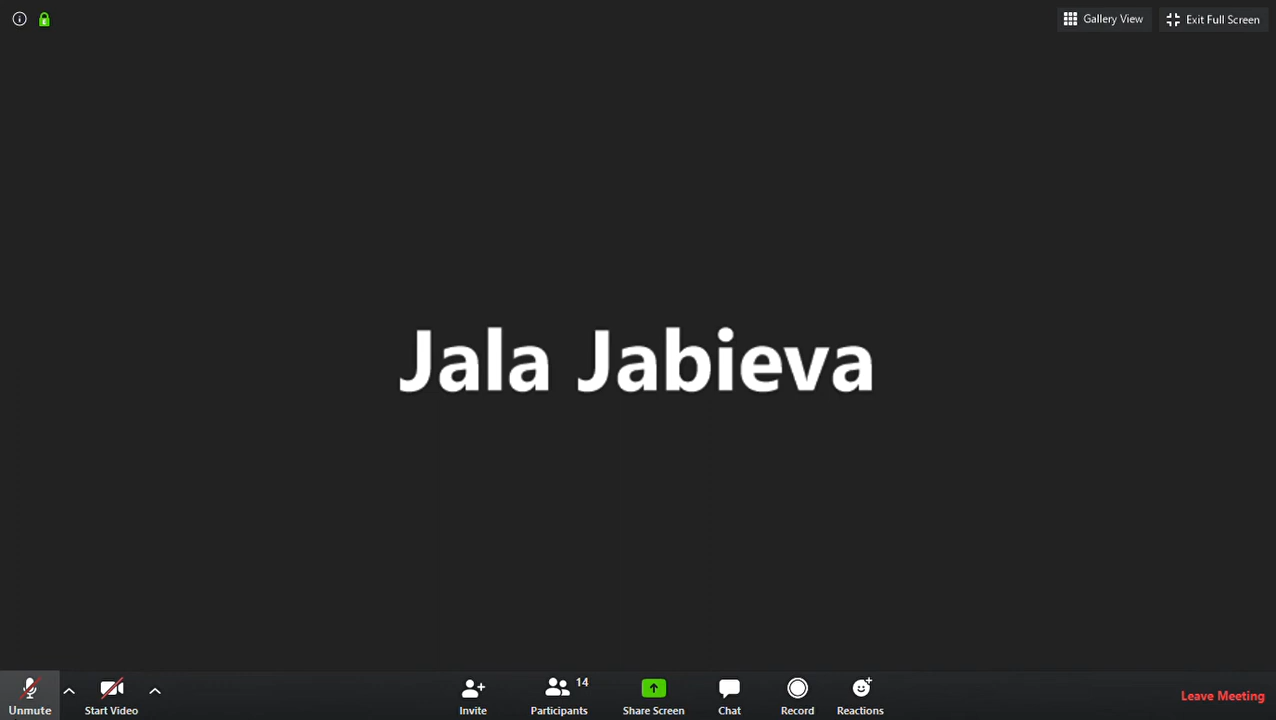 Gallery View
Exit Full Screen
Jala Jabieva
14
Unmute
Start Video
Invite
Participants
Share Screen
Chat
Record
Reactions
Leave Meeting